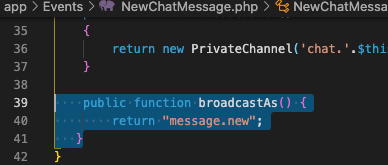 app > Events > NewChatMessage.php > NewChatMessage
35 {
36 return new PrivateChannel('chat.'.$thi
37 }
38
39 public function broadcastAs() {
40 return "message.new";
41 }
42 }